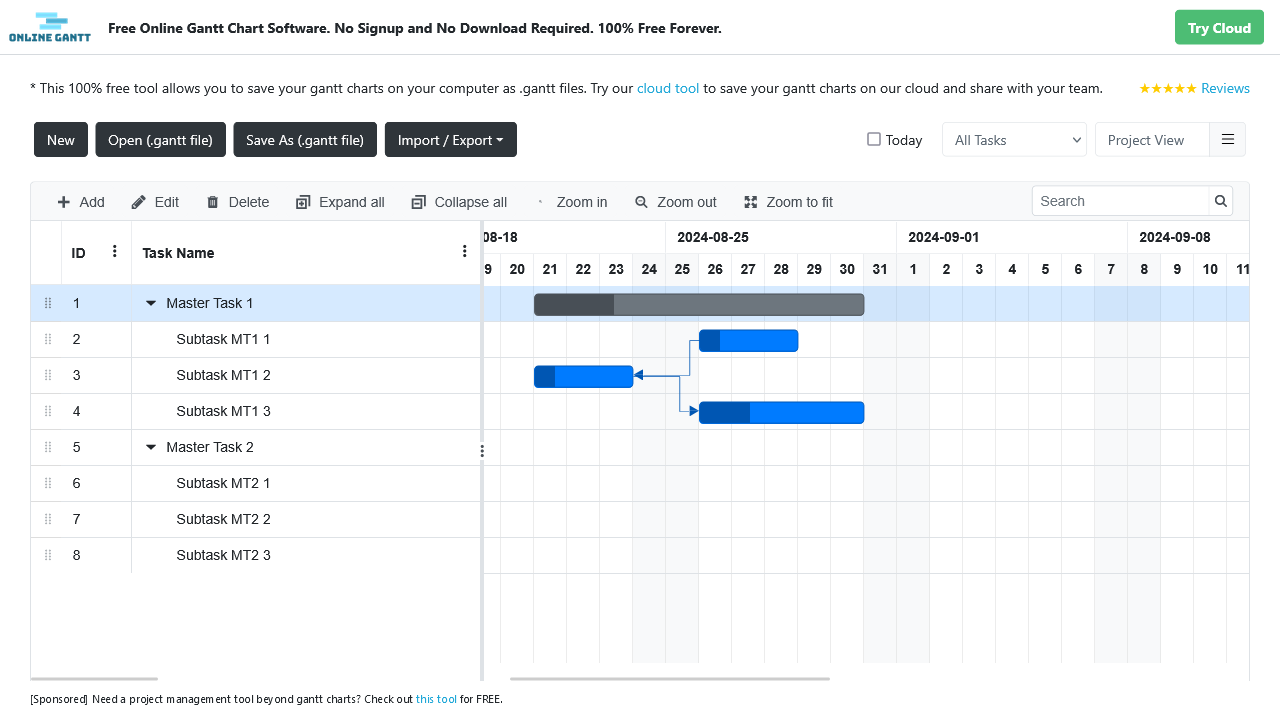 ONLINE GANTT
Free Online Gantt Chart Software. No Signup and No Download Required. 100% Free Forever.
Try Cloud
* This 100% free tool allows you to save your gantt charts on your computer as .gantt files. Try our cloud tool to save your gantt charts on our cloud and share with your team.
★★★★★ Reviews
New
Open (.gantt file)
Save As (.gantt file)
Import / Export
Today
All Tasks
Project View
Add
Edit
Delete
Expand all
Collapse all
Zoom in
Zoom out
Zoom to fit
Search
ID
Task Name
08-18
2024-08-25
2024-09-01
2024-09-08
9 20 21 22 23 24 25 26 27 28 29 30 31 1 2 3 4 5 6 7 8 9 10 11
1 Master Task 1
2 Subtask MT1 1
3 Subtask MT1 2
4 Subtask MT1 3
5 Master Task 2
6 Subtask MT2 1
7 Subtask MT2 2
8 Subtask MT2 3
[Sponsored] Need a project management tool beyond gantt charts? Check out this tool for FREE.